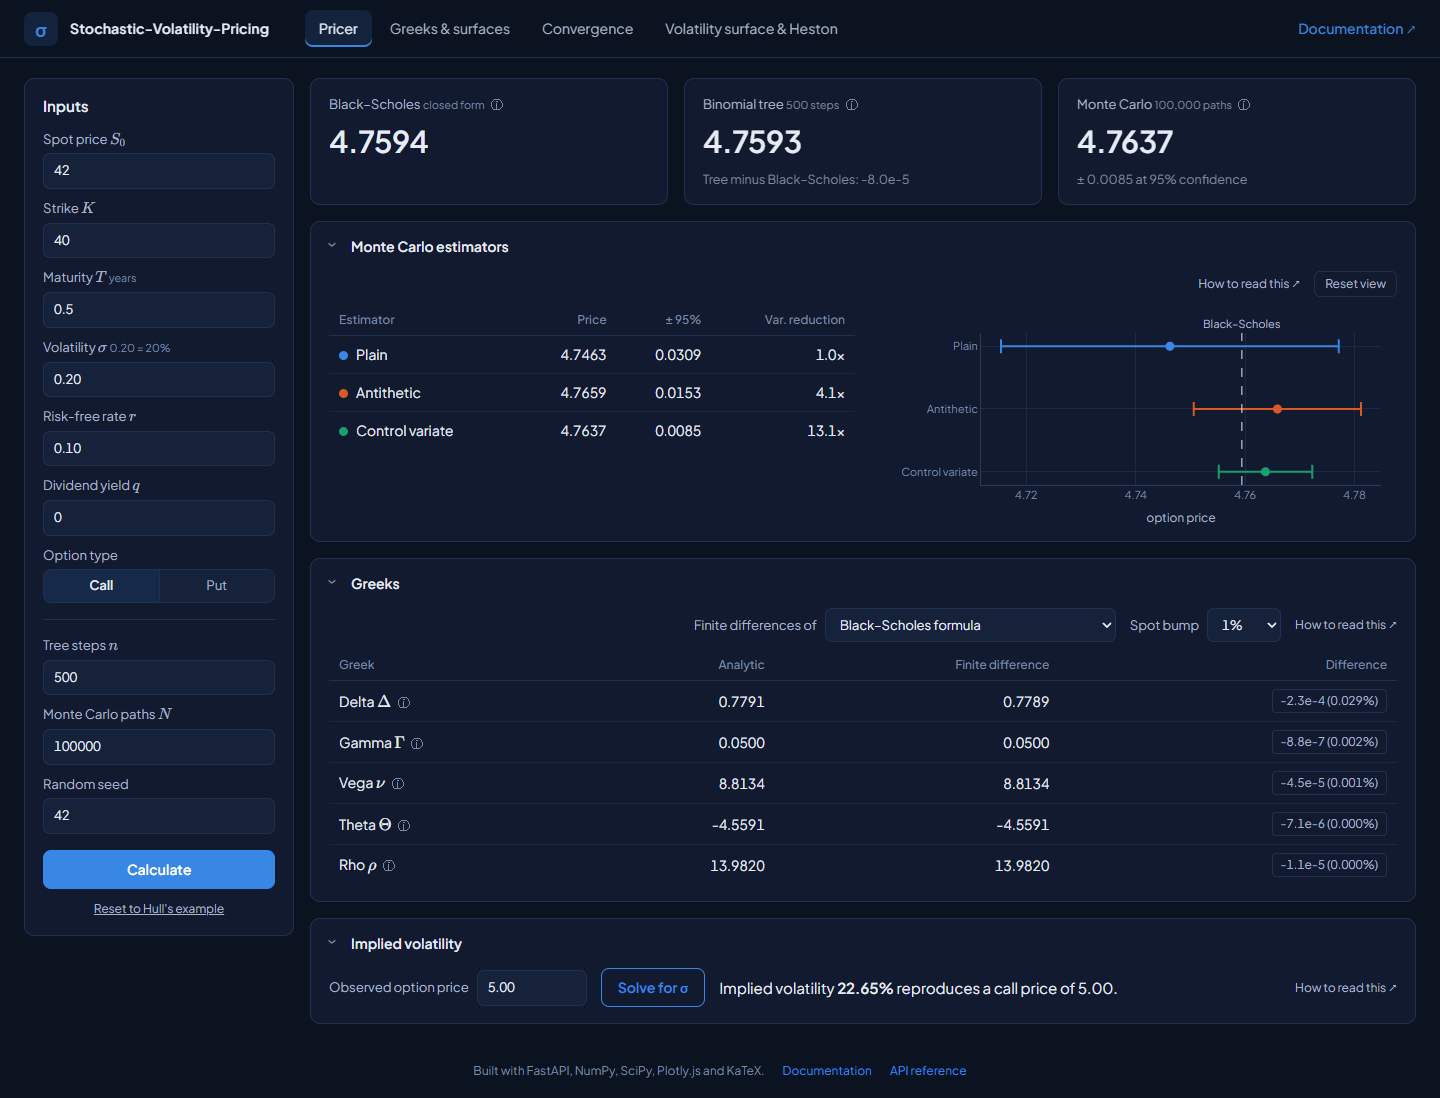 σ Stochastic-Volatility-Pricing Pricer Greeks & surfaces Convergence Volatility surface & Heston Documentation ↗
Inputs
Spot price S₀
42
Strike K
40
Maturity T years
0.5
Volatility σ 0.20 = 20%
0.20
Risk-free rate r
0.10
Dividend yield q
0
Option type
Call Put
Tree steps n
500
Monte Carlo paths N
100000
Random seed
42
Calculate
Reset to Hull's example
Black–Scholes closed form ⓘ
4.7594
Binomial tree 500 steps ⓘ
4.7593
Tree minus Black–Scholes: -8.0e-5
Monte Carlo 100,000 paths ⓘ
4.7637
± 0.0085 at 95% confidence
Monte Carlo estimators
How to read this ↗ Reset view
Estimator Price ± 95% Var. reduction
Plain 4.7463 0.0309 1.0×
Antithetic 4.7659 0.0153 4.1×
Control variate 4.7637 0.0085 13.1×
Black–Scholes
Plain
Antithetic
Control variate
4.72 4.74 4.76 4.78
option price
Greeks
Finite differences of Black–Scholes formula Spot bump 1% How to read this ↗
Greek Analytic Finite difference Difference
Delta Δ ⓘ 0.7791 0.7789 -2.3e-4 (0.029%)
Gamma Γ ⓘ 0.0500 0.0500 -8.8e-7 (0.002%)
Vega ν ⓘ 8.8134 8.8134 -4.5e-5 (0.001%)
Theta Θ ⓘ -4.5591 -4.5591 -7.1e-6 (0.000%)
Rho ρ ⓘ 13.9820 13.9820 -1.1e-5 (0.000%)
Implied volatility
Observed option price 5.00 Solve for σ Implied volatility 22.65% reproduces a call price of 5.00. How to read this ↗
Built with FastAPI, NumPy, SciPy, Plotly.js and KaTeX. Documentation API reference